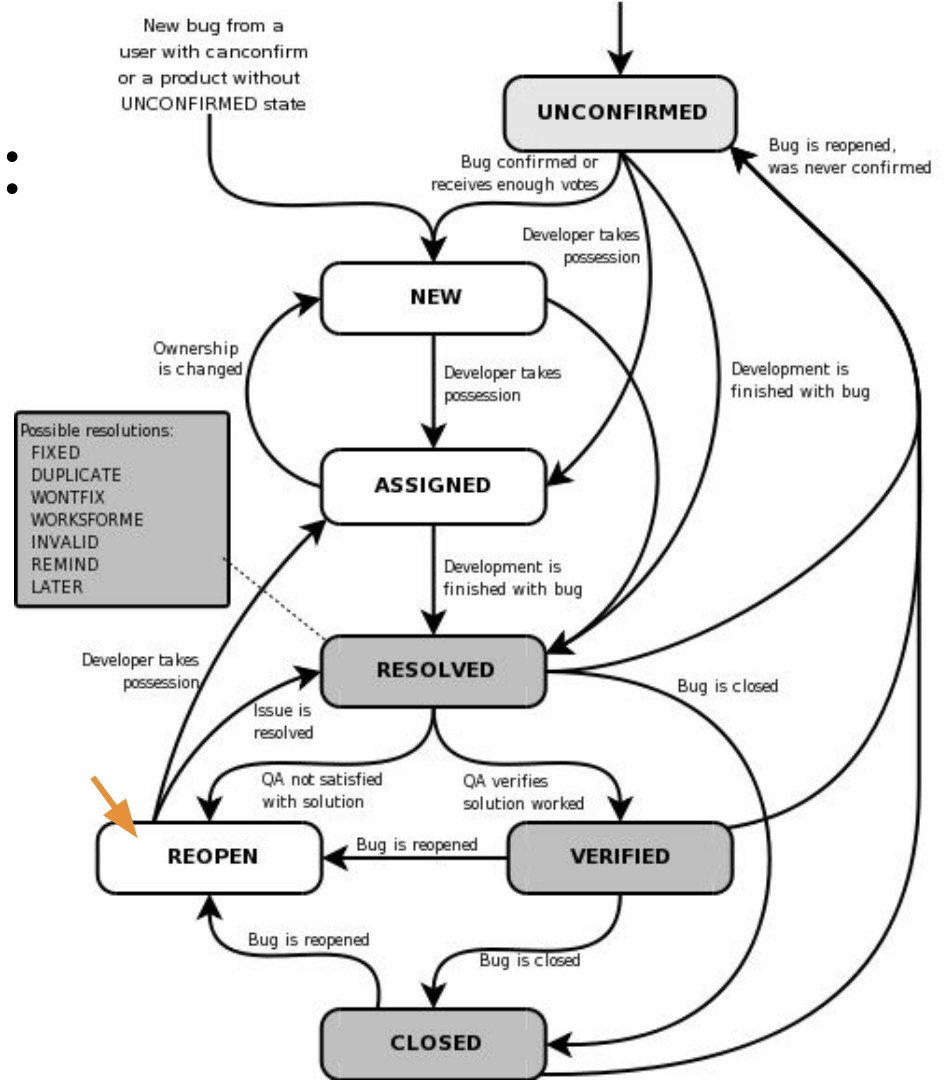 New bug from a
user with canconfirm
or a product without
UNCONFIRMED state
UNCONFIRMED
Bug is reopened,
was never confirmed
Bug confirmed or
receives enough votes
Developer takes
possession
NEW
Ownership
is changed
Developer takes
possession
Development is
finished with bug
Possible resolutions:
FIXED
DUPLICATE
WONTFIX
WORKSFORME
INVALID
REMIND
LATER
ASSIGNED
Development is
finished with bug
Developer takes
possession
RESOLVED
Bug is closed
Issue is
resolved
QA not satisfied
with solution
QA verifies
solution worked
REOPEN
Bug is reopened
VERIFIED
Bug is reopened
Bug is closed
CLOSED